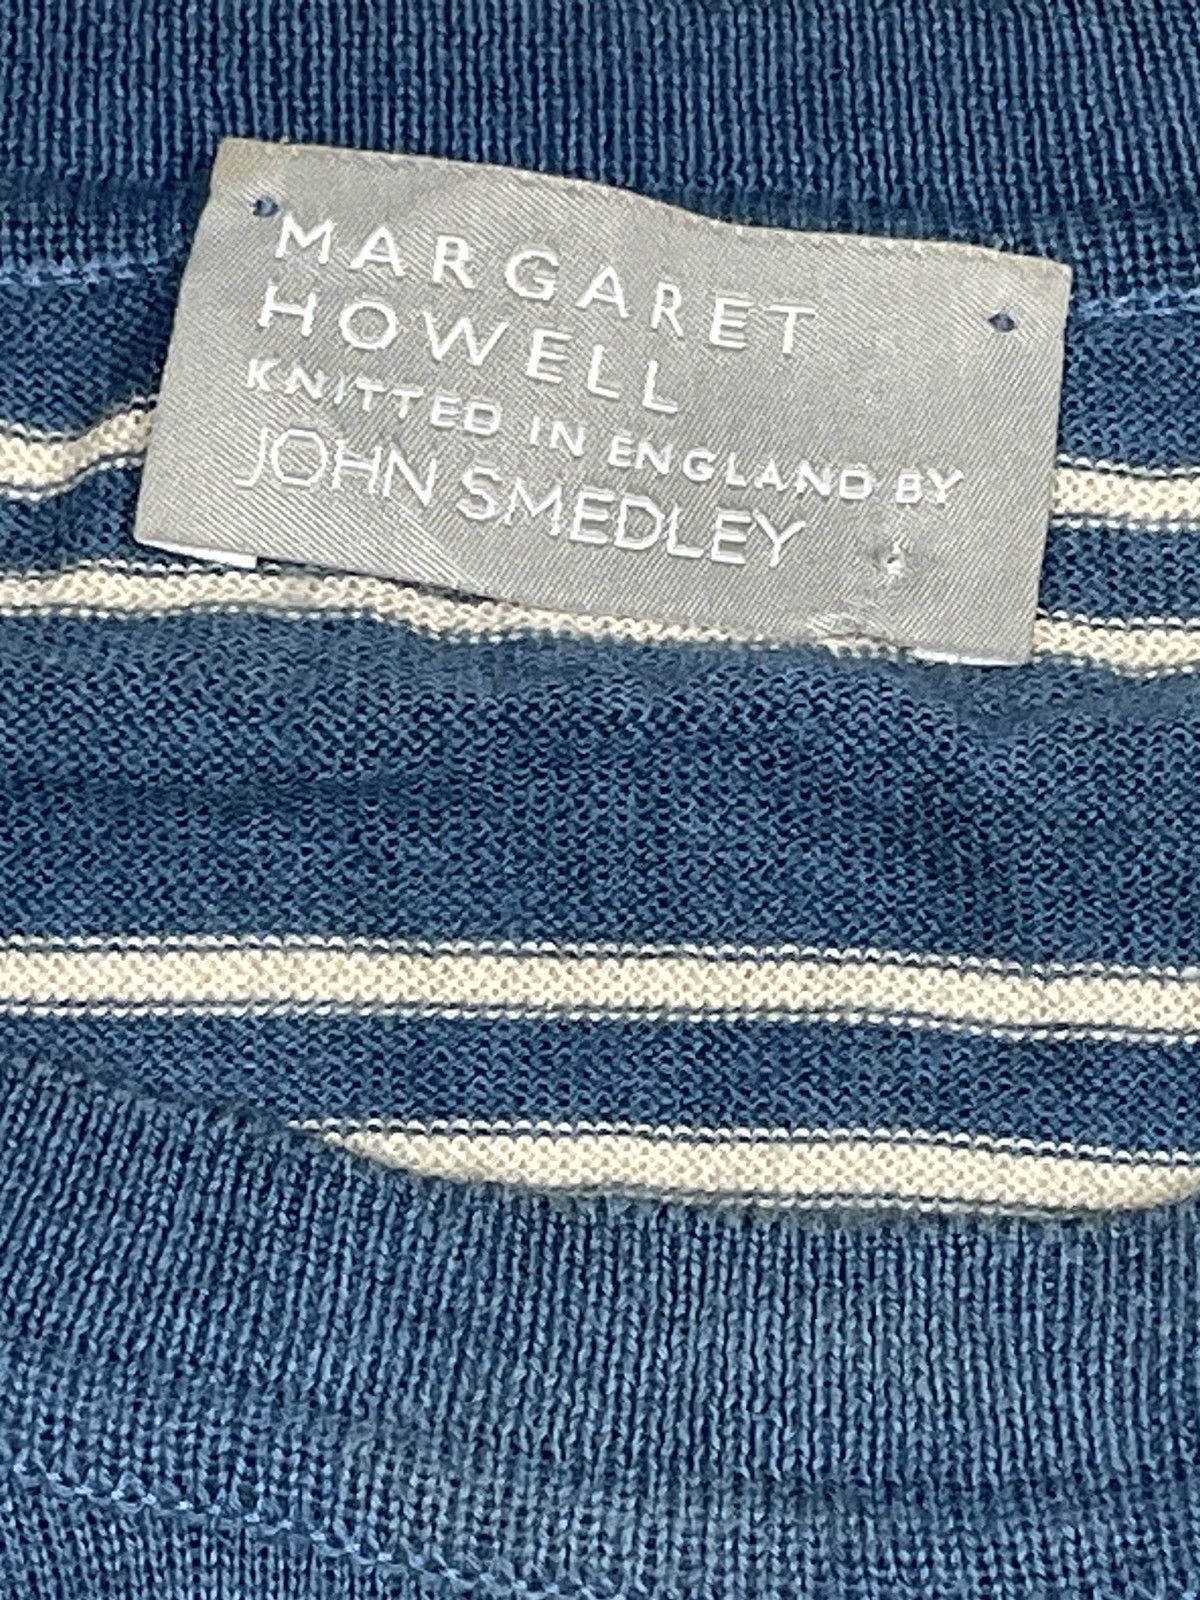 MARGARET
HOWELL
KNITTED IN ENGLAND BY
JOHN SMEDLEY